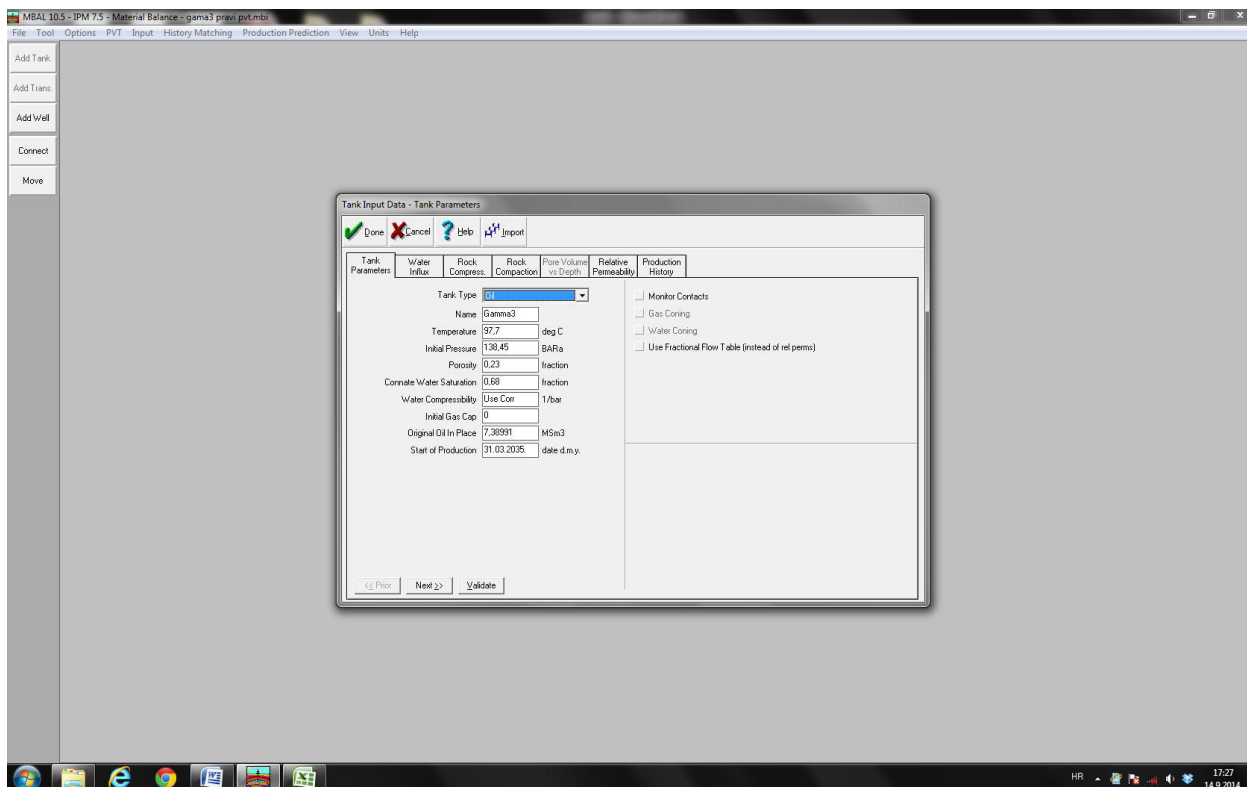 MBAL 10.5 - IPM 7.5 - Material Balance - gama3 pravi pvt.mbi
File Tool Options PVT Input History Matching Production Prediction View Units Help
Add Tank
Add Trans.
Add Well
Connect
Move
Tank Input Data - Tank Parameters
Done Cancel Help Import
Tank Parameters
Water Influx
Rock Compress.
Rock Compaction
Pore Volume vs Depth
Relative Permeability
Production History
Tank Type Oil
Name Gamma3
Temperature 97,7 deg C
Initial Pressure 138,45 BARa
Porosity 0,23 fraction
Connate Water Saturation 0,68 fraction
Water Compressibility Use Corr 1/bar
Initial Gas Cap 0
Original Oil In Place 7,38991 MSm3
Start of Production 31.03.2035. date d.m.y.
Monitor Contacts
Gas Coning
Water Coning
Use Fractional Flow Table (instead of rel perms)
<< Prior Next >> Validate
HR
17:27
14.9.2014